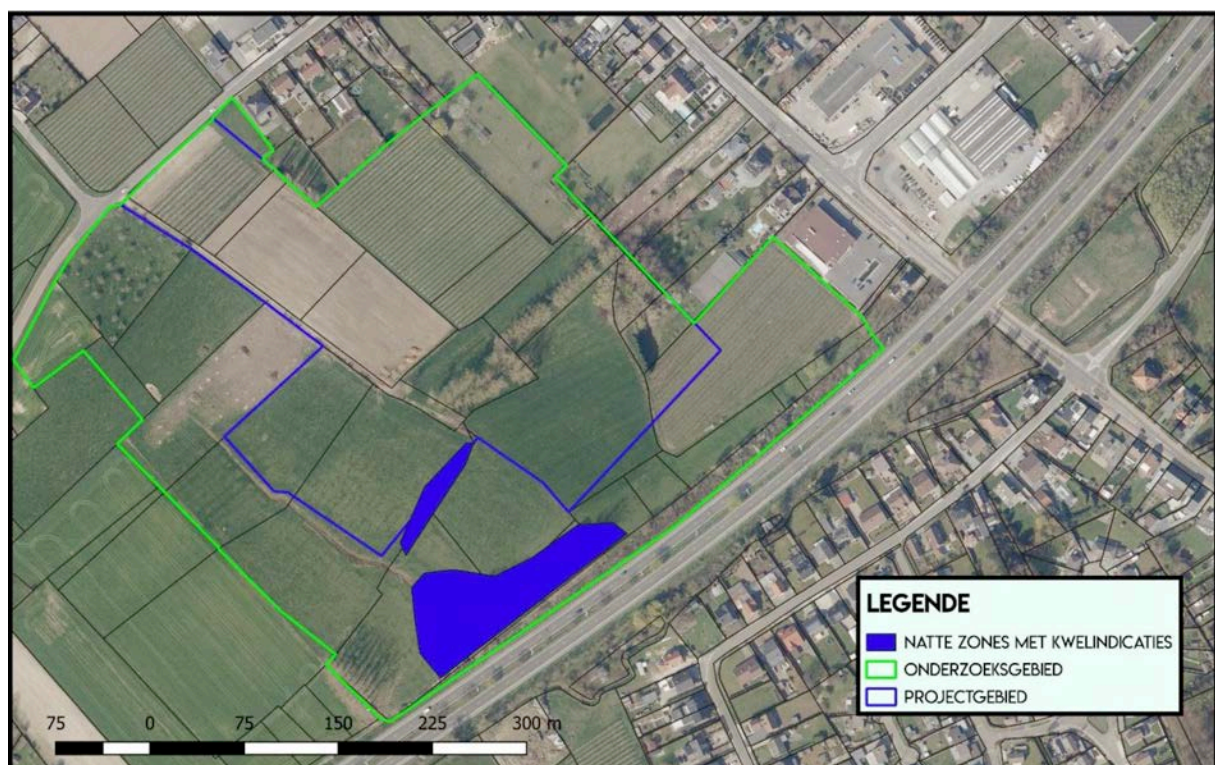 LEGENDE
NATTE ZONES MET KWELINDICATIES
ONDERZOEKSGEBIED
PROJECTGEBIED
75 0 75 150 225 300 m